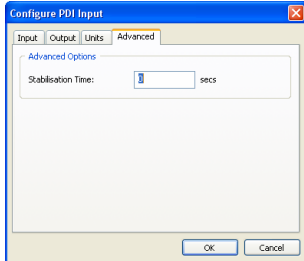 Configure PDI Input
Input Output Units Advanced
Advanced Options
Stabilisation Time: 0 secs
OK Cancel